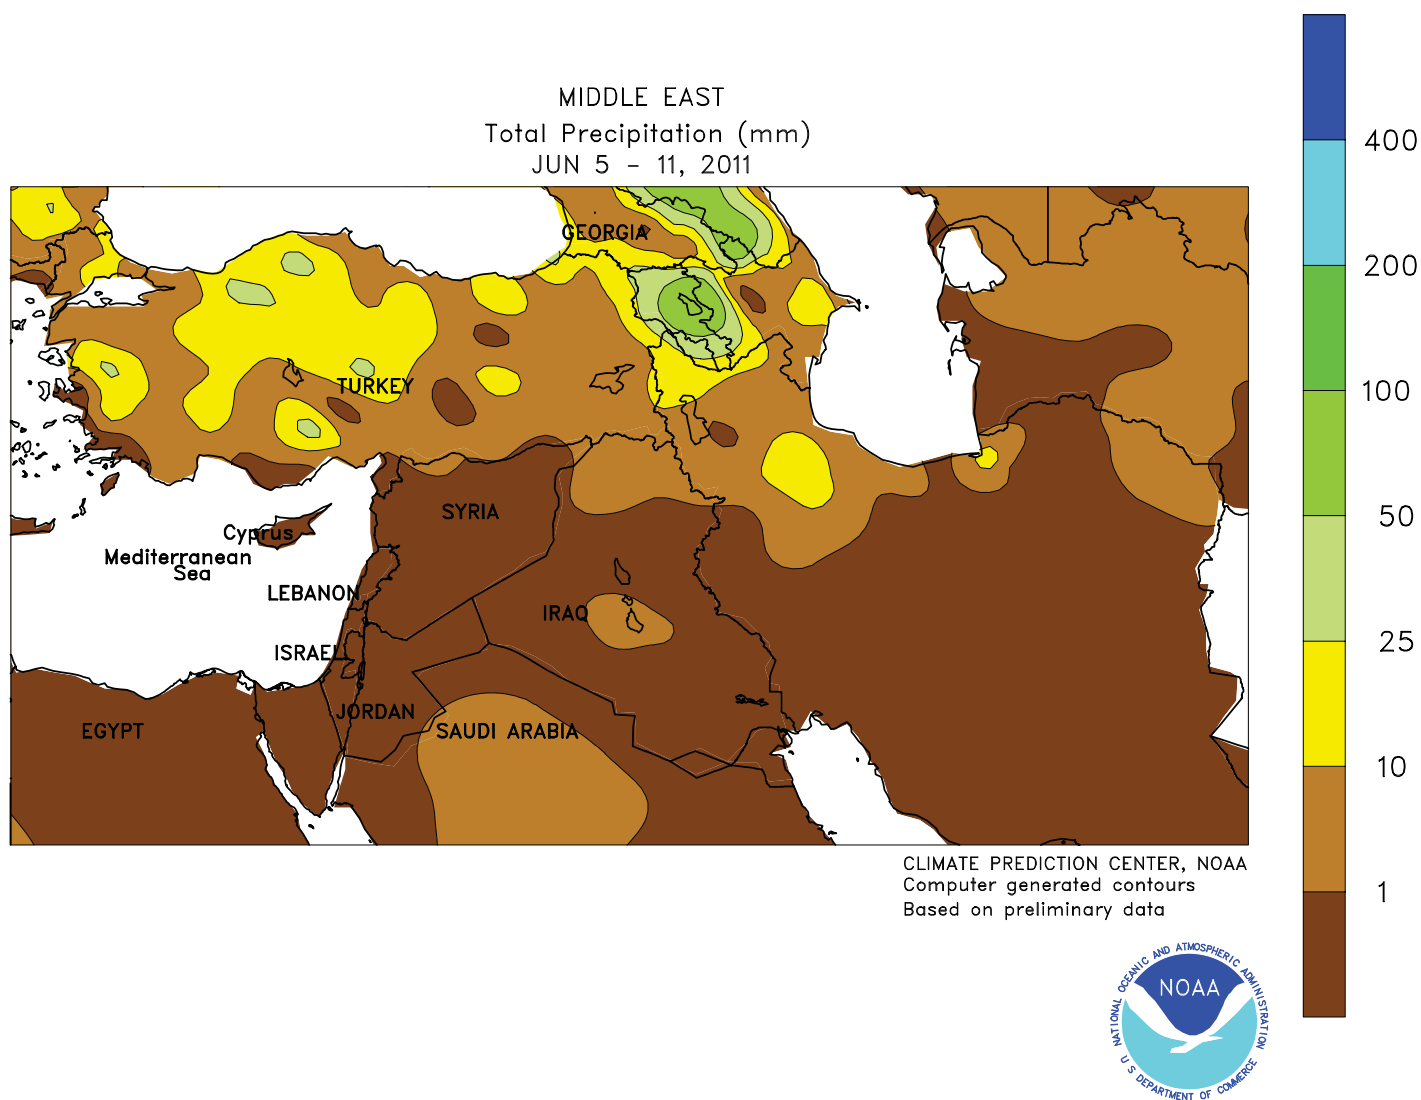 MIDDLE EAST
Total Precipitation (mm)
JUN 5 - 11, 2011
400
200
100
50
25
10
1
GEORGIA
TURKEY
SYRIA
Cyprus
Mediterranean
Sea
LEBANON
IRAQ
ISRAEL
JORDAN
EGYPT
SAUDI ARABIA
CLIMATE PREDICTION CENTER, NOAA
Computer generated contours
Based on preliminary data
NATIONAL OCEANIC AND ATMOSPHERIC ADMINISTRATION
NOAA
U S DEPARTMENT OF COMMERCE